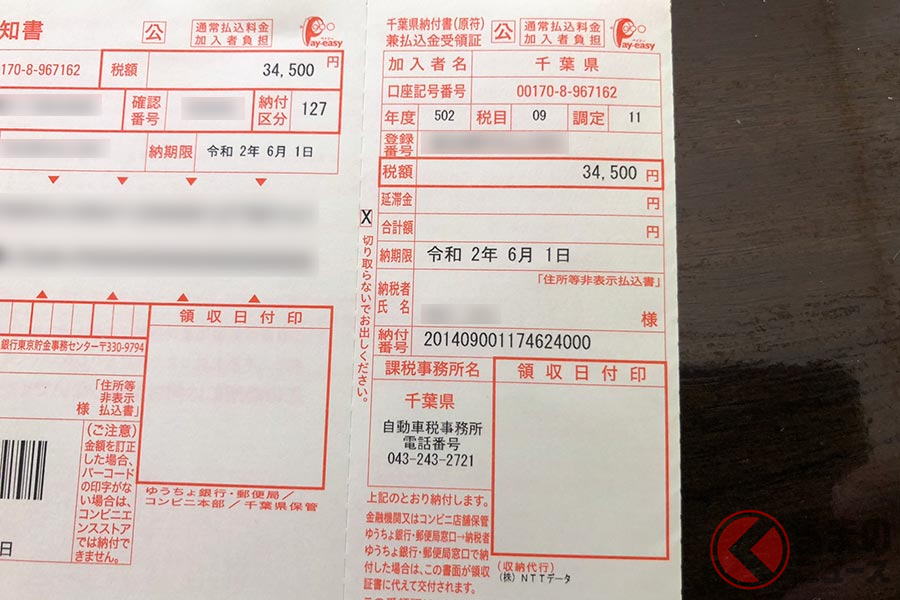 知書
公
通常払込料金
加入者負担
Pay-easy
00170-8-967162
税額
34,500
円
確認
番号
納付
区分
127
納期限
令和 2年 6月 1日
領収日付印
銀行東京貯金事務センター〒330-9794
「住所等
非表示
払込書」
様
(ご注意)
金額を訂正
した場合、
バーコード
の印字がな
い場合は、
コンビニエ
ンスストア
では納付で
きません。
日
ゆうちょ銀行・郵便局/
コンビニ本部/千葉県保管
X
切り取らないでお出しください。
千葉県納付書(原符)
兼払込金受領証
公
通常払込料金
加入者負担
Pay-easy
加入者名
千葉県
口座記号番号
00170-8-967162
年度
502
税目
09
調定
11
登録
番号
税額
34,500
円
延滞金
円
合計額
円
納期限
令和 2年 6月 1日
「住所等非表示払込書」
納税者
氏名
様
納付
番号
201409001174624000
課税事務所名
千葉県
自動車税事務所
電話番号
043-243-2721
領収日付印
上記のとおり納付します。
金融機関又はコンビニ店舗保管
ゆうちょ銀行・郵便局窓口→納税者
ゆうちょ銀行・郵便局窓口で納
付した場合は、この書面が領収
証書に代えて交付されます。
(収納代行)
(株)NTTデータ
くるまの
ニュース